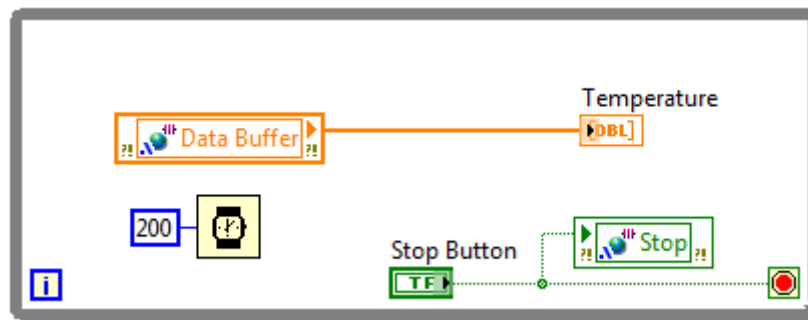 Temperature
Data Buffer
[DBL]
200
Stop Button
Stop
TF
i